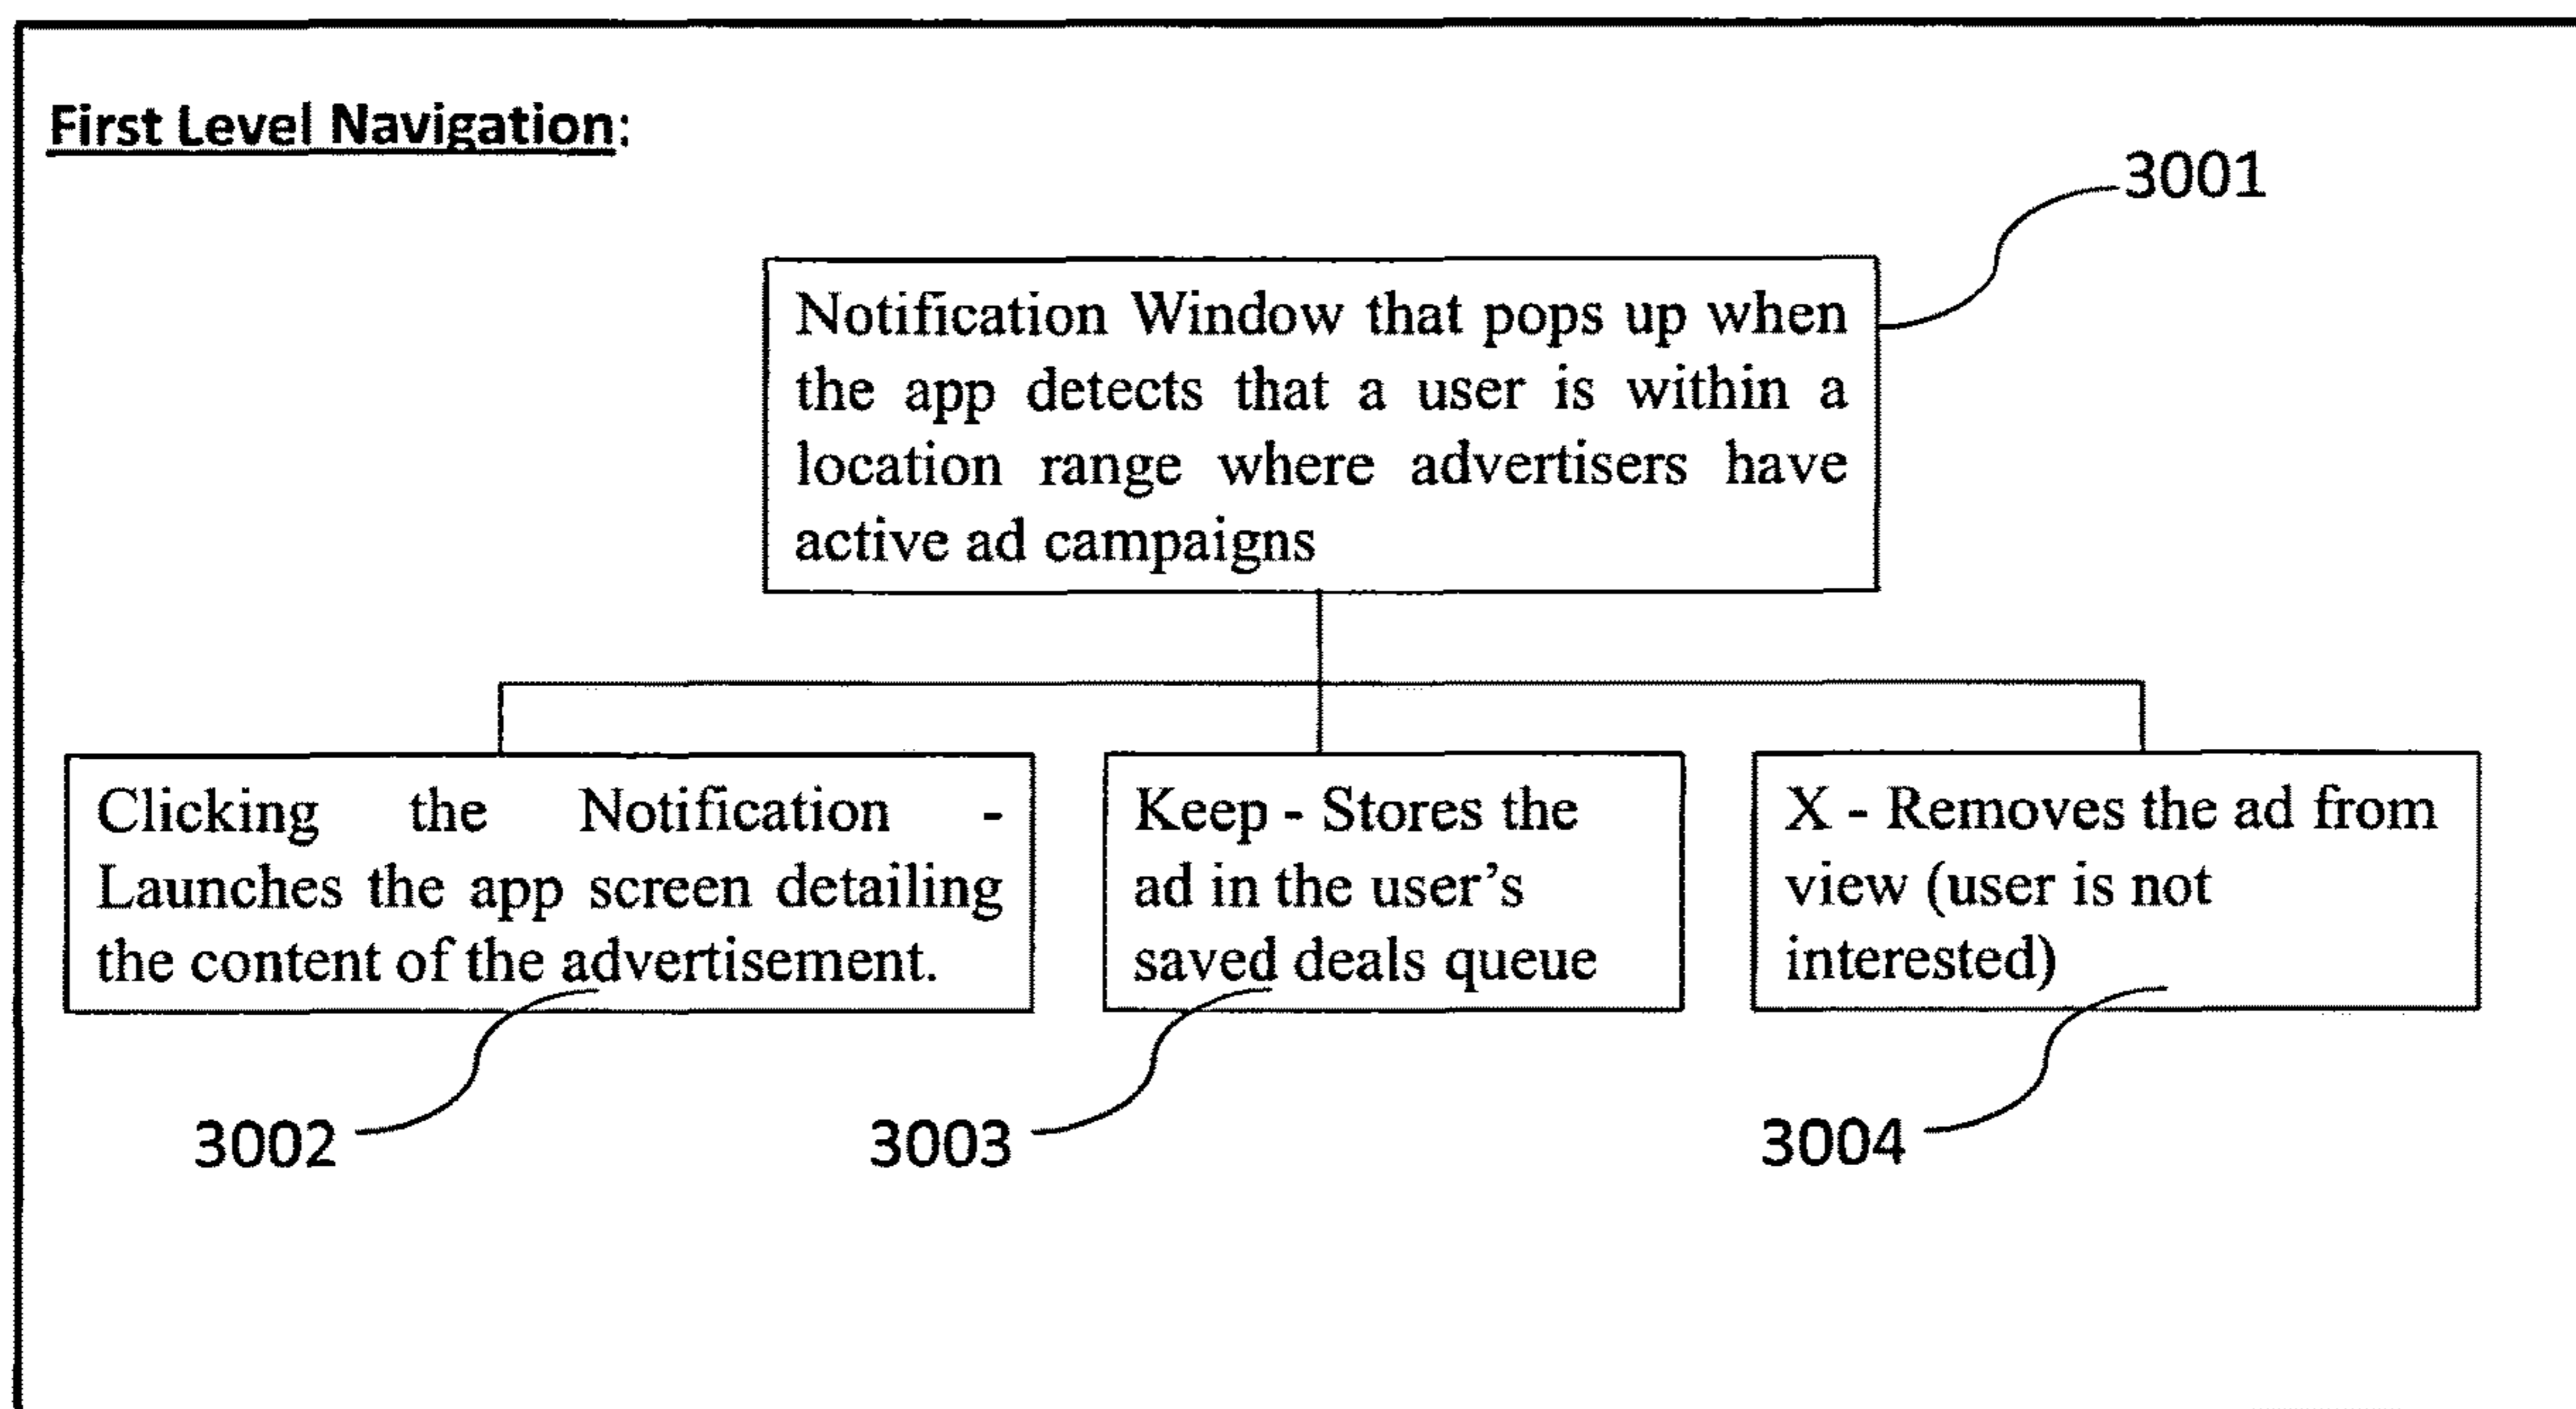 First Level Navigation:
3001
Notification Window that pops up when
the app detects that a user is within a
location range where advertisers have
active ad campaigns
Clicking the Notification -
Launches the app screen detailing
the content of the advertisement.
Keep - Stores the
ad in the user’s
saved deals queue
X - Removes the ad from
view (user is not
interested)
3002
3003
3004